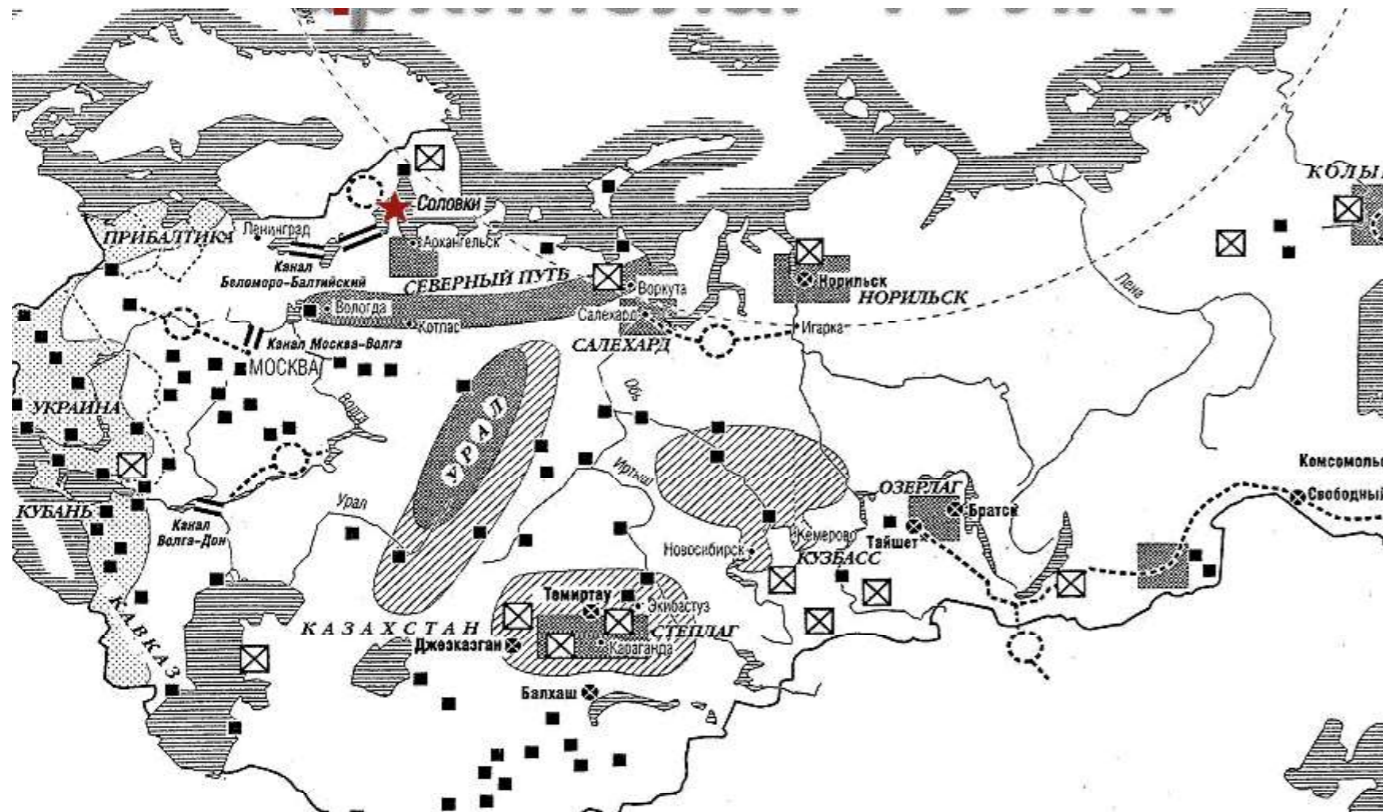 КОЛЫ
Соловки
Ленинград
ПРИБАЛТИКА
Архангельск
Канал
Беломоро-Балтийский
СЕВЕРНЫЙ ПУТЬ
Воркута
Норильск
НОРИЛЬСК
Лена
Вологда
Салехард
Котлас
Игарка
Канал Москва-Волга
САЛЕХАРД
МОСКВА
УКРАИНА
ВОЛГА
УРАЛ
Обь
Иртыш
Комсомольс
Свободный
ОЗЕРЛАГ
Братск
Тайшет
КУБАНЬ
Канал
Волга-Дон
Урал
Новосибирск
Кемерово
КУЗБАСС
КАВКАЗ
КАЗАХСТАН
Темиртау
Экибастуз
СТЕПЛАГ
Джезказган
Караганда
Балхаш